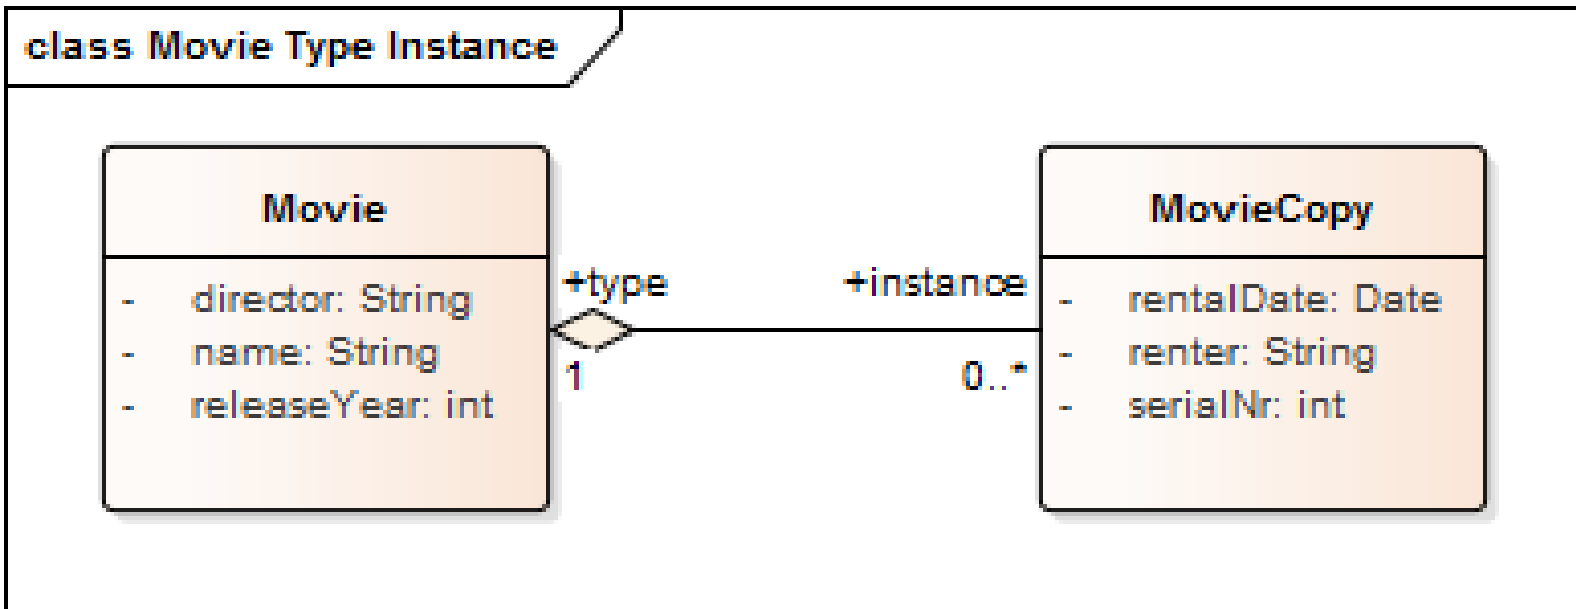 class Movie Type Instance
Movie
- director: String
- name: String
- releaseYear: int
+type
1
+instance
0..*
MovieCopy
- rentalDate: Date
- renter: String
- serialNr: int